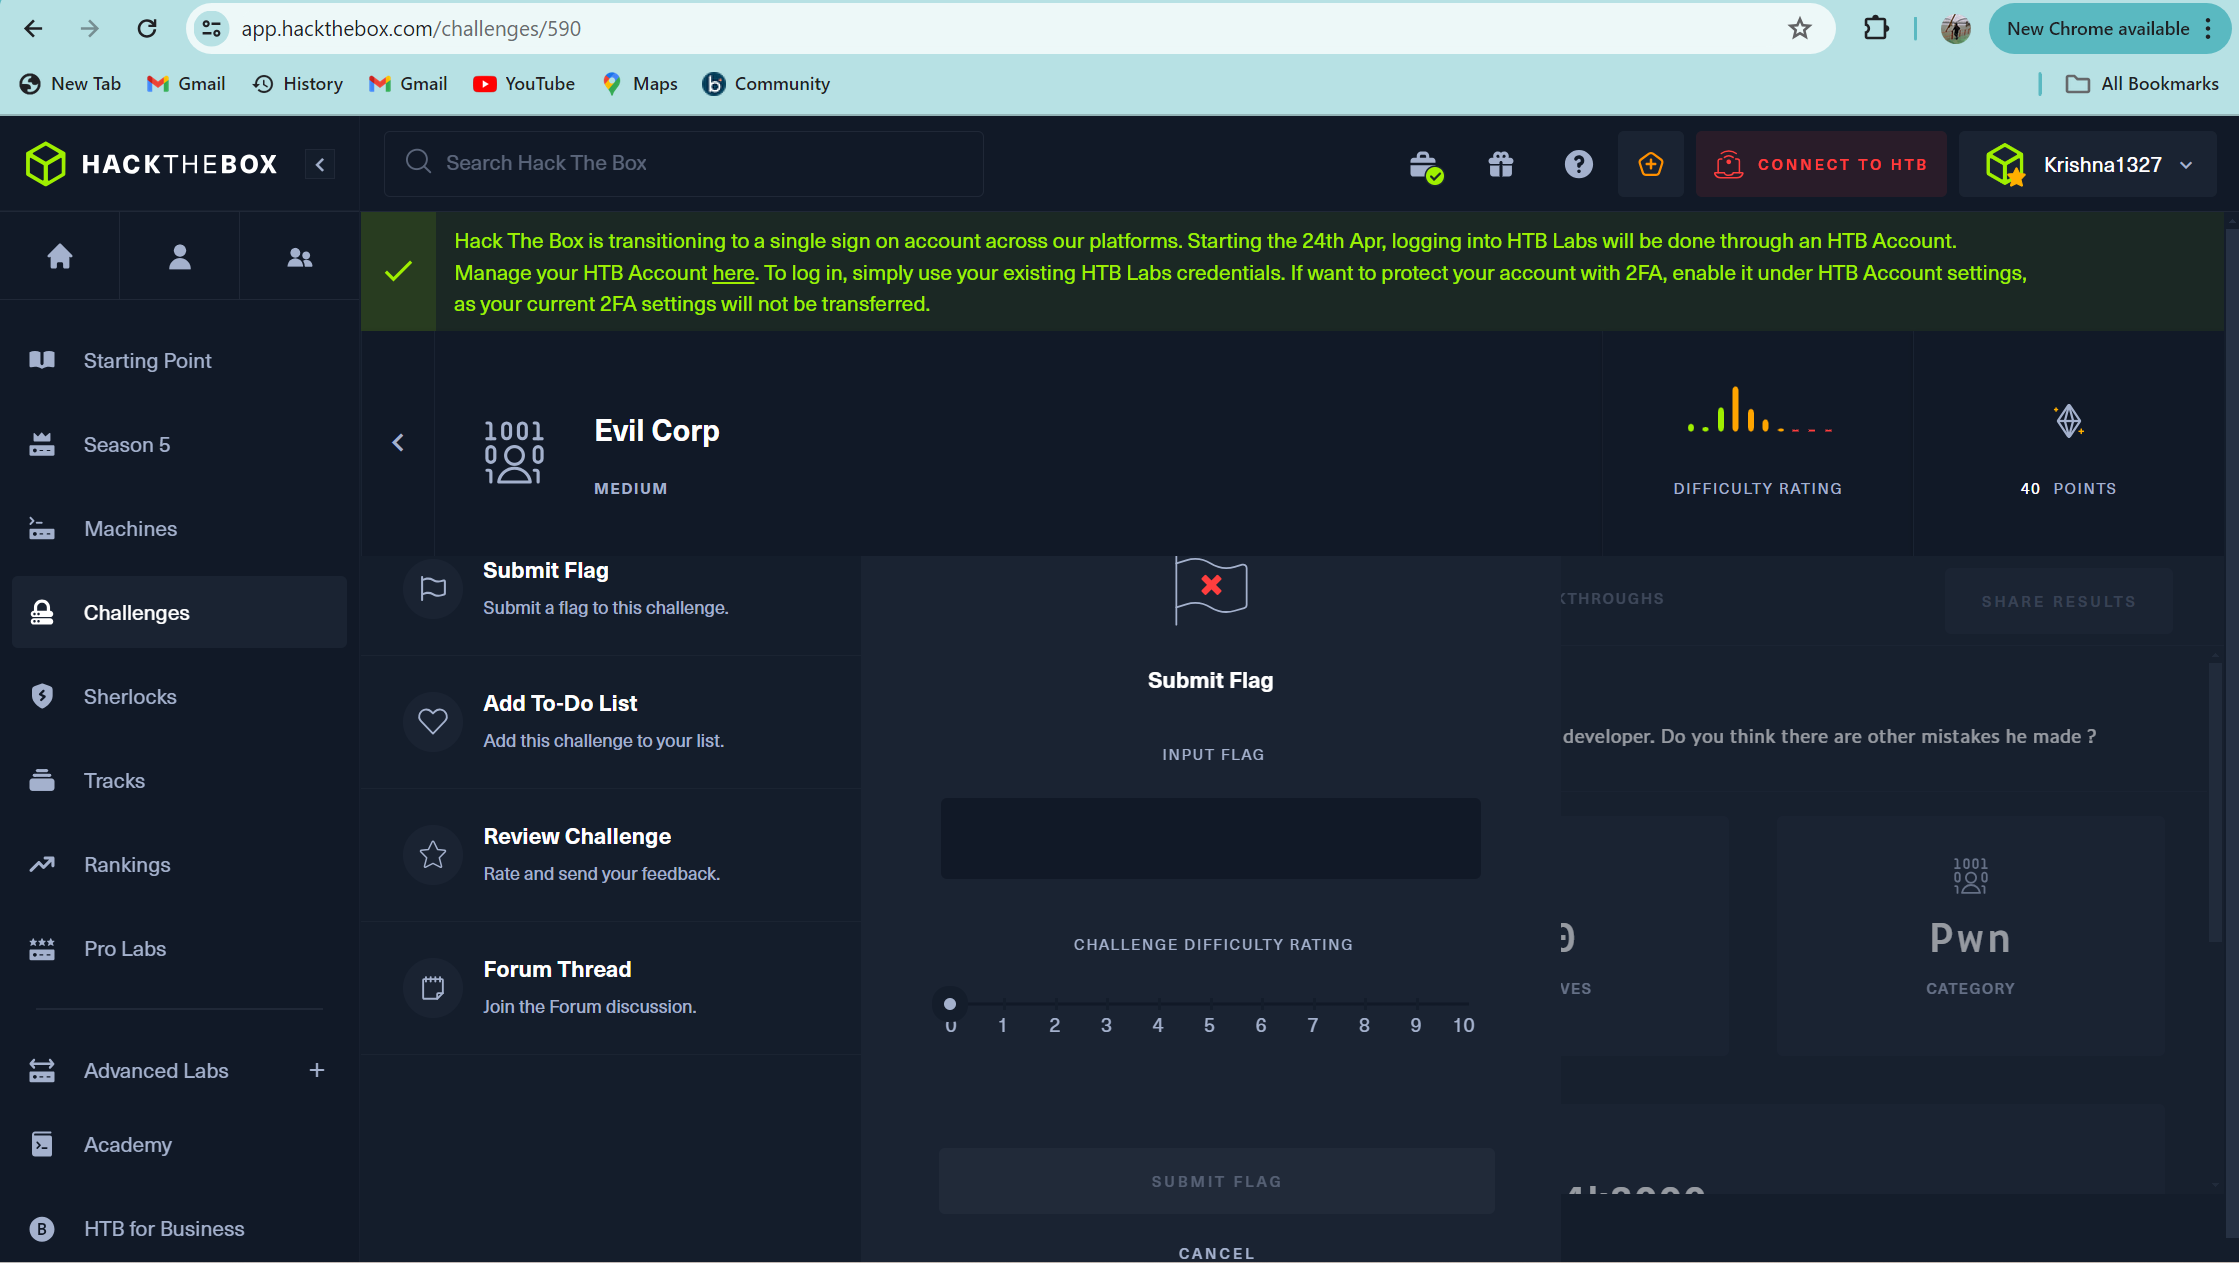 app.hackthebox.com/challenges/590
New Chrome available
New Tab
Gmail
History
Gmail
YouTube
Maps
Community
All Bookmarks
HACKTHEBOX
Search Hack The Box
CONNECT TO HTB
Krishna1327
Hack The Box is transitioning to a single sign on account across our platforms. Starting the 24th Apr, logging into HTB Labs will be done through an HTB Account.
Manage your HTB Account here. To log in, simply use your existing HTB Labs credentials. If want to protect your account with 2FA, enable it under HTB Account settings,
as your current 2FA settings will not be transferred.
Starting Point
Season 5
Machines
Challenges
Sherlocks
Tracks
Rankings
Pro Labs
Advanced Labs
Academy
HTB for Business
Evil Corp
MEDIUM
DIFFICULTY RATING
40 POINTS
Submit Flag
Submit a flag to this challenge.
Add To-Do List
Add this challenge to your list.
Review Challenge
Rate and send your feedback.
Forum Thread
Join the Forum discussion.
Submit Flag
INPUT FLAG
CHALLENGE DIFFICULTY RATING
0 1 2 3 4 5 6 7 8 9 10
SUBMIT FLAG
CANCEL
KTHROUGHS
SHARE RESULTS
developer. Do you think there are other mistakes he made ?
VES
1001
0 0
1 1
Pwn
CATEGORY